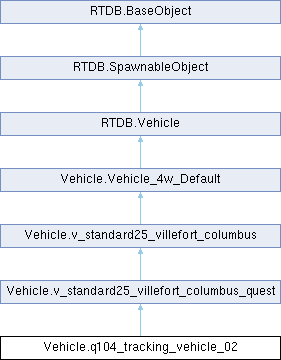 RTDB.BaseObject
RTDB.SpawnableObject
RTDB.Vehicle
Vehicle.Vehicle_4w_Default
Vehicle.v_standard25_villefort_columbus
Vehicle.v_standard25_villefort_columbus_quest
Vehicle.q104_tracking_vehicle_02